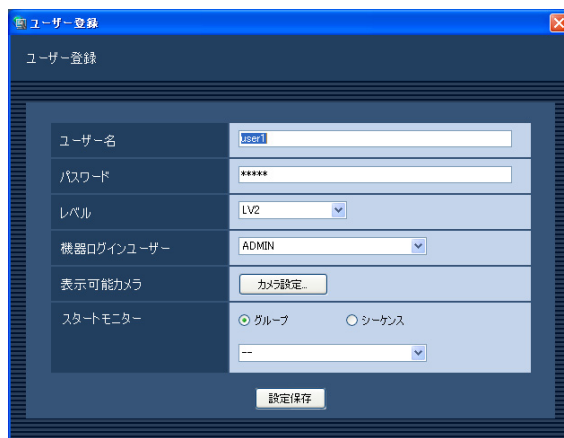 ユーザー登録
ユーザー登録
ユーザー名 user1
パスワード *****
レベル LV2
機器ログインユーザー ADMIN
表示可能カメラ カメラ設定...
スタートモニター グループ シーケンス
--
設定保存